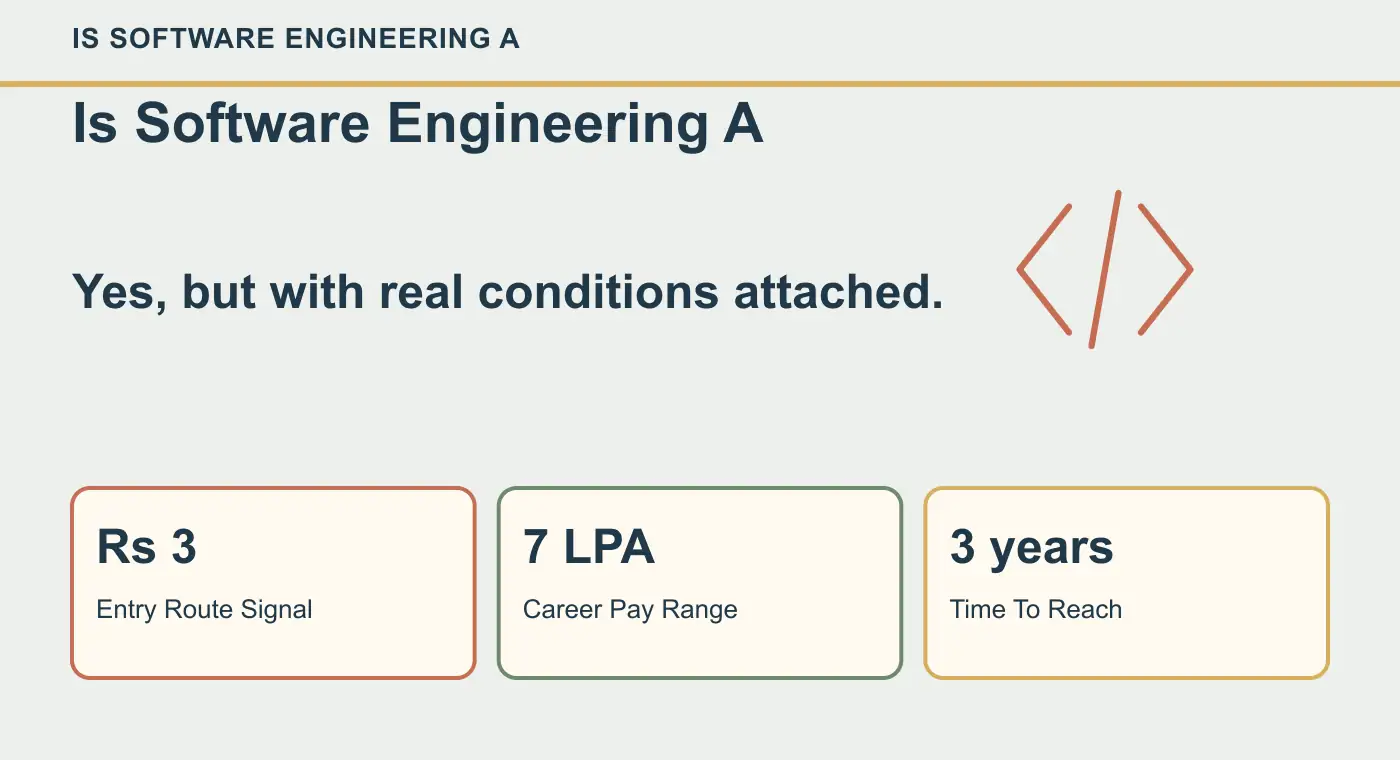 IS SOFTWARE ENGINEERING A
Is Software Engineering A
Yes, but with real conditions attached.
Rs 3
Entry Route Signal
7 LPA
Career Pay Range
3 years
Time To Reach